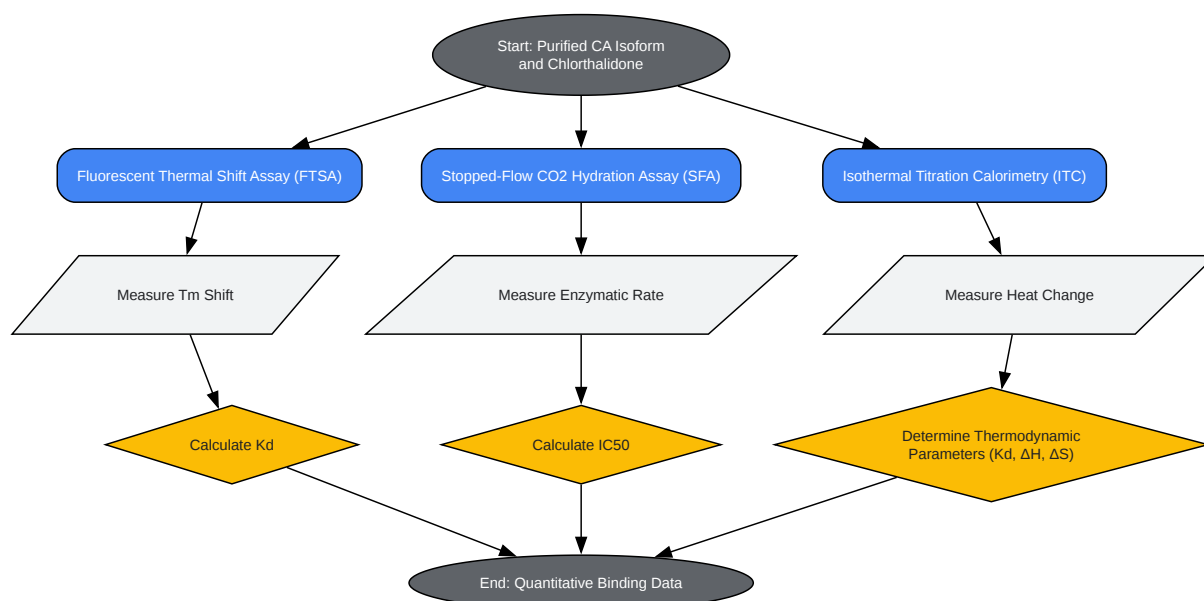 Start: Purified CA Isoform
and Chlorthalidone
Fluorescent Thermal Shift Assay (FTSA)
Stopped-Flow CO2 Hydration Assay (SFA)
Isothermal Titration Calorimetry (ITC)
Measure Tm Shift
Measure Enzymatic Rate
Measure Heat Change
Calculate Kd
Calculate IC50
Determine Thermodynamic
Parameters (Kd, ΔH, ΔS)
End: Quantitative Binding Data